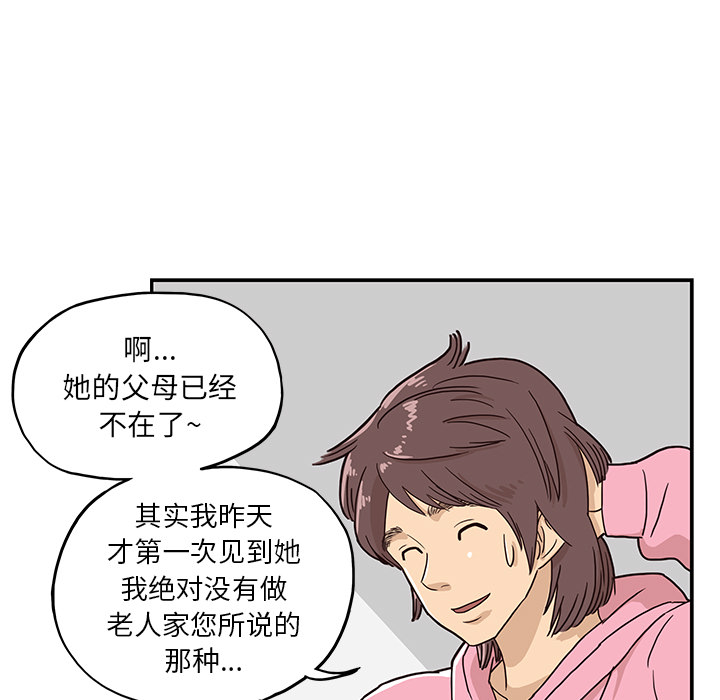 啊...
她的父母已经
不在了~
其实我昨天
才第一次见到她
我绝对没有做
老人家您所说的
那种...